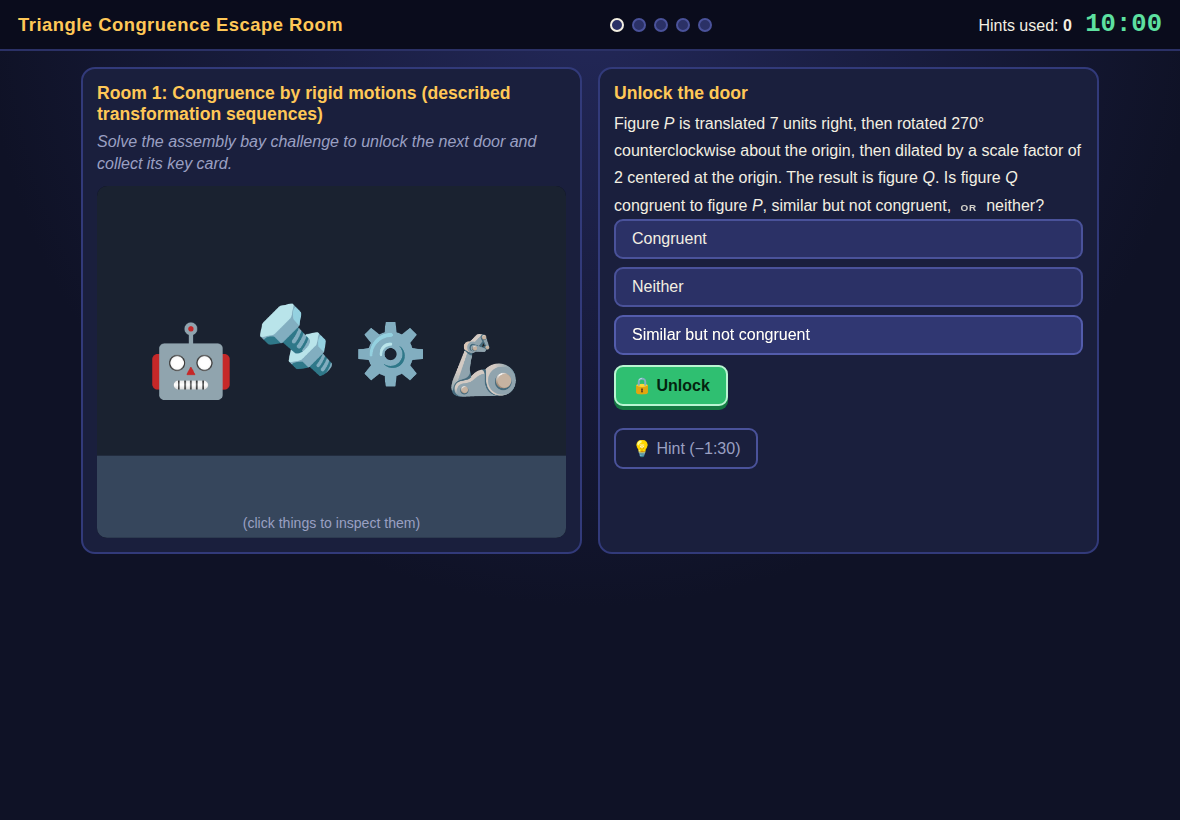 Triangle Congruence Escape Room
Hints used: 0 10:00
Room 1: Congruence by rigid motions (described
transformation sequences)
Solve the assembly bay challenge to unlock the next door and
collect its key card.
(click things to inspect them)
Unlock the door
Figure P is translated 7 units right, then rotated 270°
counterclockwise about the origin, then dilated by a scale factor of
2 centered at the origin. The result is figure Q. Is figure Q
congruent to figure P, similar but not congruent, OR neither?
Congruent
Neither
Similar but not congruent
🔒 Unlock
💡 Hint (−1:30)